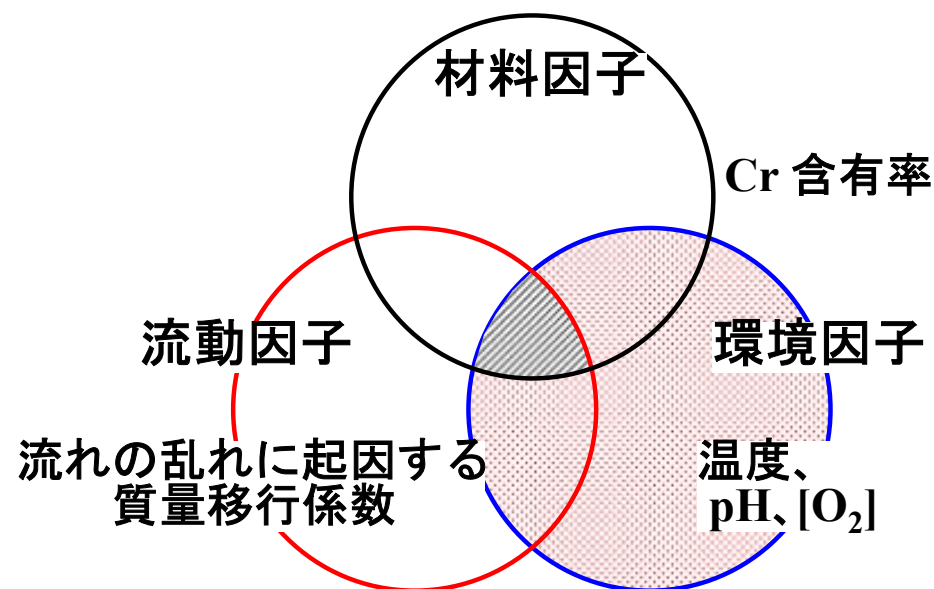 材料因子
Cr 含有率
流動因子
環境因子
流れの乱れに起因する
質量移行係数
温度、
pH、[O₂]